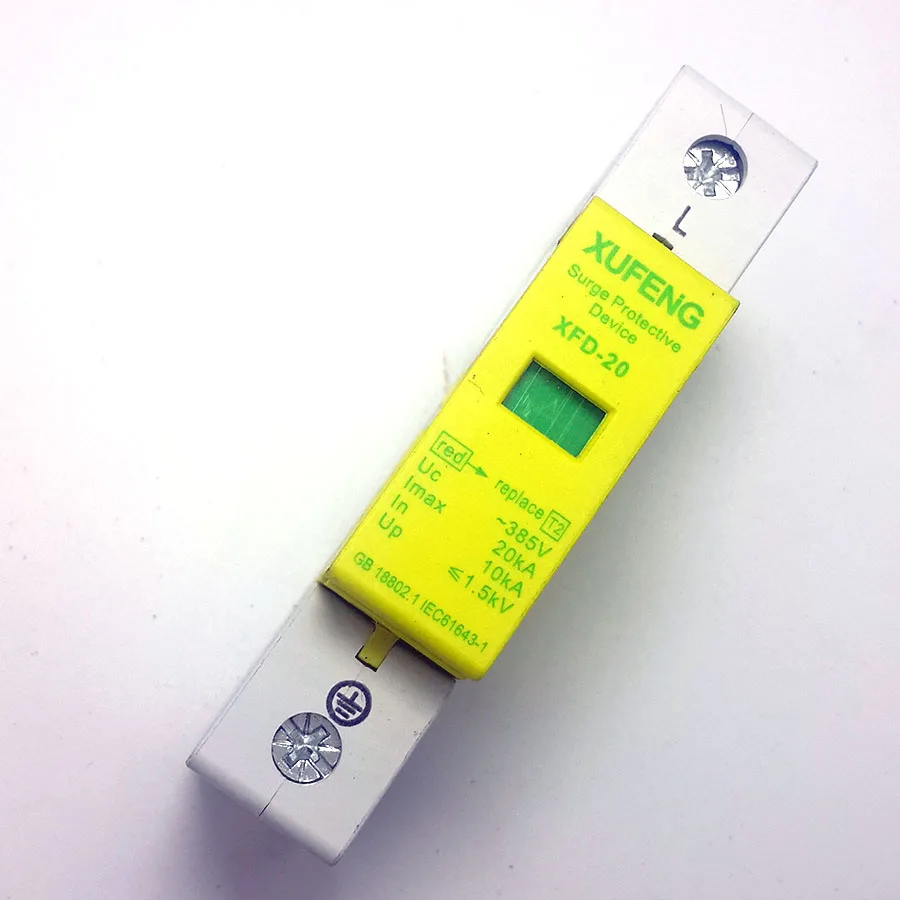 L
XUFENG
Surge Protective
Device
XFD-20
red replace T2
Uc ~385V
Imax 20kA
In 10kA
Up ≤1.5kV
GB 18802.1 IEC61643-1